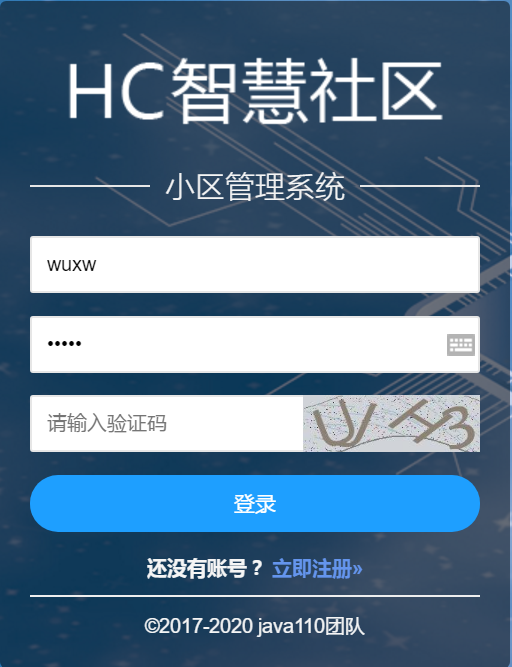 HC智慧社区
小区管理系统
wuxw
•••••
请输入验证码
登录
还没有账号？ 立即注册»
©2017-2020 java110团队